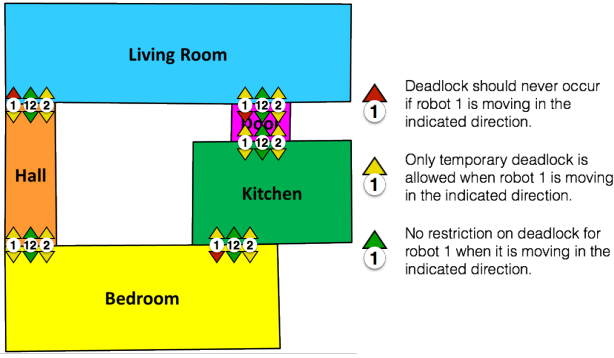 Living Room
1 12 2
1 12 2
Door
1 12 2
Hall
Kitchen
1 12 2
1 12 2
Bedroom
1
Deadlock should never occur
if robot 1 is moving in the
indicated direction.
1
Only temporary deadlock is
allowed when robot 1 is moving
in the indicated direction.
1
No restriction on deadlock for
robot 1 when it is moving in the
indicated direction.